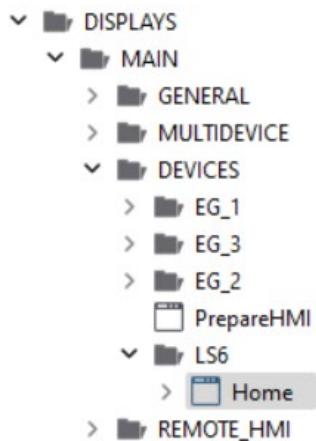 DISPLAYS
MAIN
GENERAL
MULTIDEVICE
DEVICES
EG_1
EG_3
EG_2
PrepareHMI
LS6
Home
REMOTE_HMI